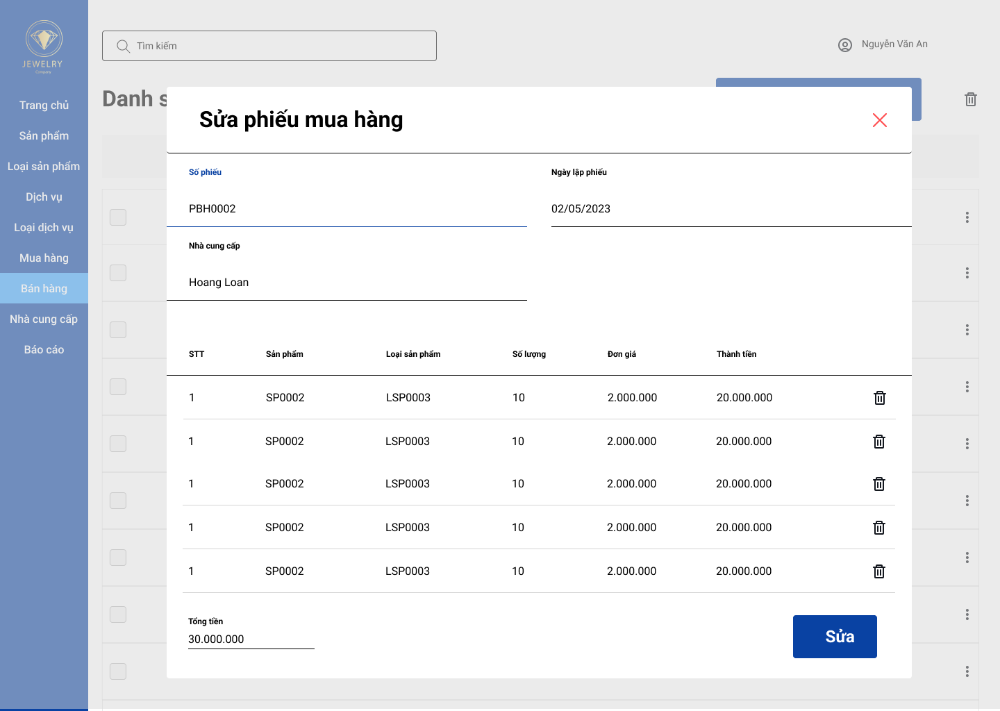 JEWELRY
Company
Trang chủ
Sản phẩm
Loại sản phẩm
Dịch vụ
Loại dịch vụ
Mua hàng
Bán hàng
Nhà cung cấp
Báo cáo
Tìm kiếm
Nguyễn Văn An
Danh s
Sửa phiếu mua hàng
Số phiếu Ngày lập phiếu
PBH0002 02/05/2023
Nhà cung cấp
Hoang Loan
STT Sản phẩm Loại sản phẩm Số lượng Đơn giá Thành tiền
1 SP0002 LSP0003 10 2.000.000 20.000.000
1 SP0002 LSP0003 10 2.000.000 20.000.000
1 SP0002 LSP0003 10 2.000.000 20.000.000
1 SP0002 LSP0003 10 2.000.000 20.000.000
1 SP0002 LSP0003 10 2.000.000 20.000.000
Tổng tiền
30.000.000
Sửa